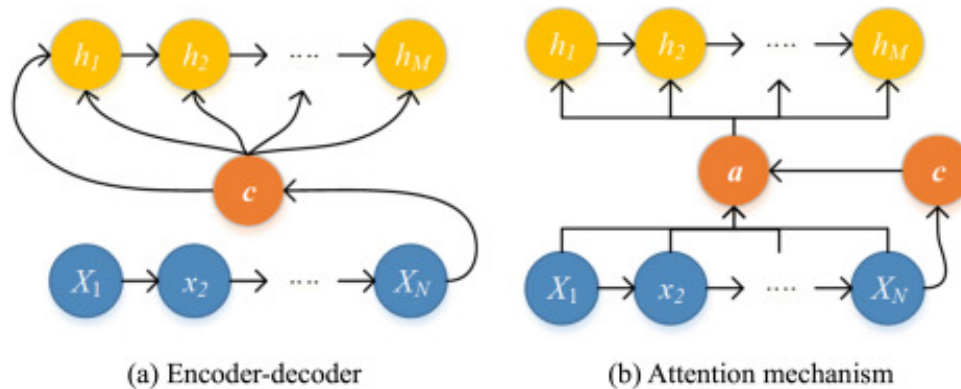 h1 h2 .... hM h1 h2 .... hM
c a c
X1 x2 .... XN X1 x2 .... XN
(a) Encoder-decoder (b) Attention mechanism